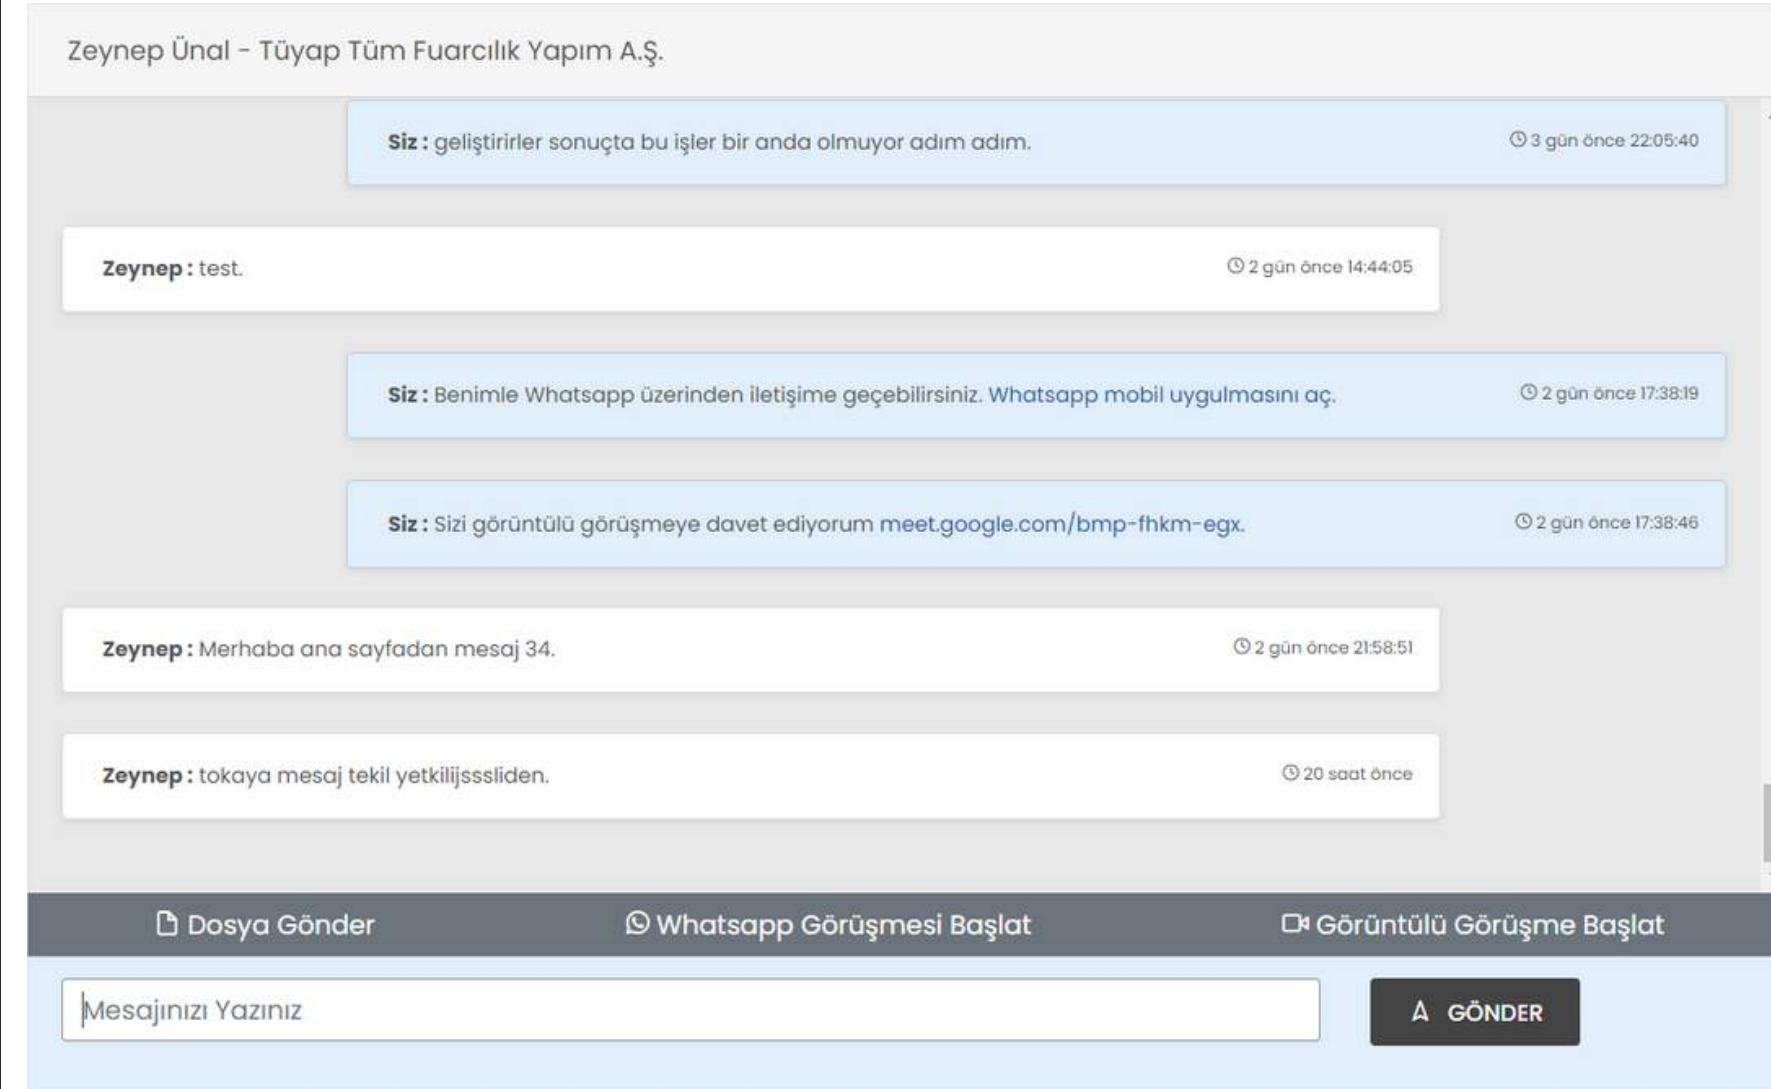 Zeynep Ünal - Tüyap Tüm Fuarcılık Yapım A.Ş.
Siz : geliştirirler sonuçta bu işler bir anda olmuyor adım adım. 3 gün önce 22:05:40
Zeynep : test. 2 gün önce 14:44:05
Siz : Benimle Whatsapp üzerinden iletişime geçebilirsiniz. Whatsapp mobil uygulmasını aç. 2 gün önce 17:38:19
Siz : Sizi görüntülü görüşmeye davet ediyorum meet.google.com/bmp-fhkm-egx. 2 gün önce 17:38:46
Zeynep : Merhaba ana sayfadan mesaj 34. 2 gün önce 21:58:51
Zeynep : tokaya mesaj tekil yetkilijsssliden. 20 saat önce
Dosya Gönder Whatsapp Görüşmesi Başlat Görüntülü Görüşme Başlat
Mesajınızı Yazınız GÖNDER